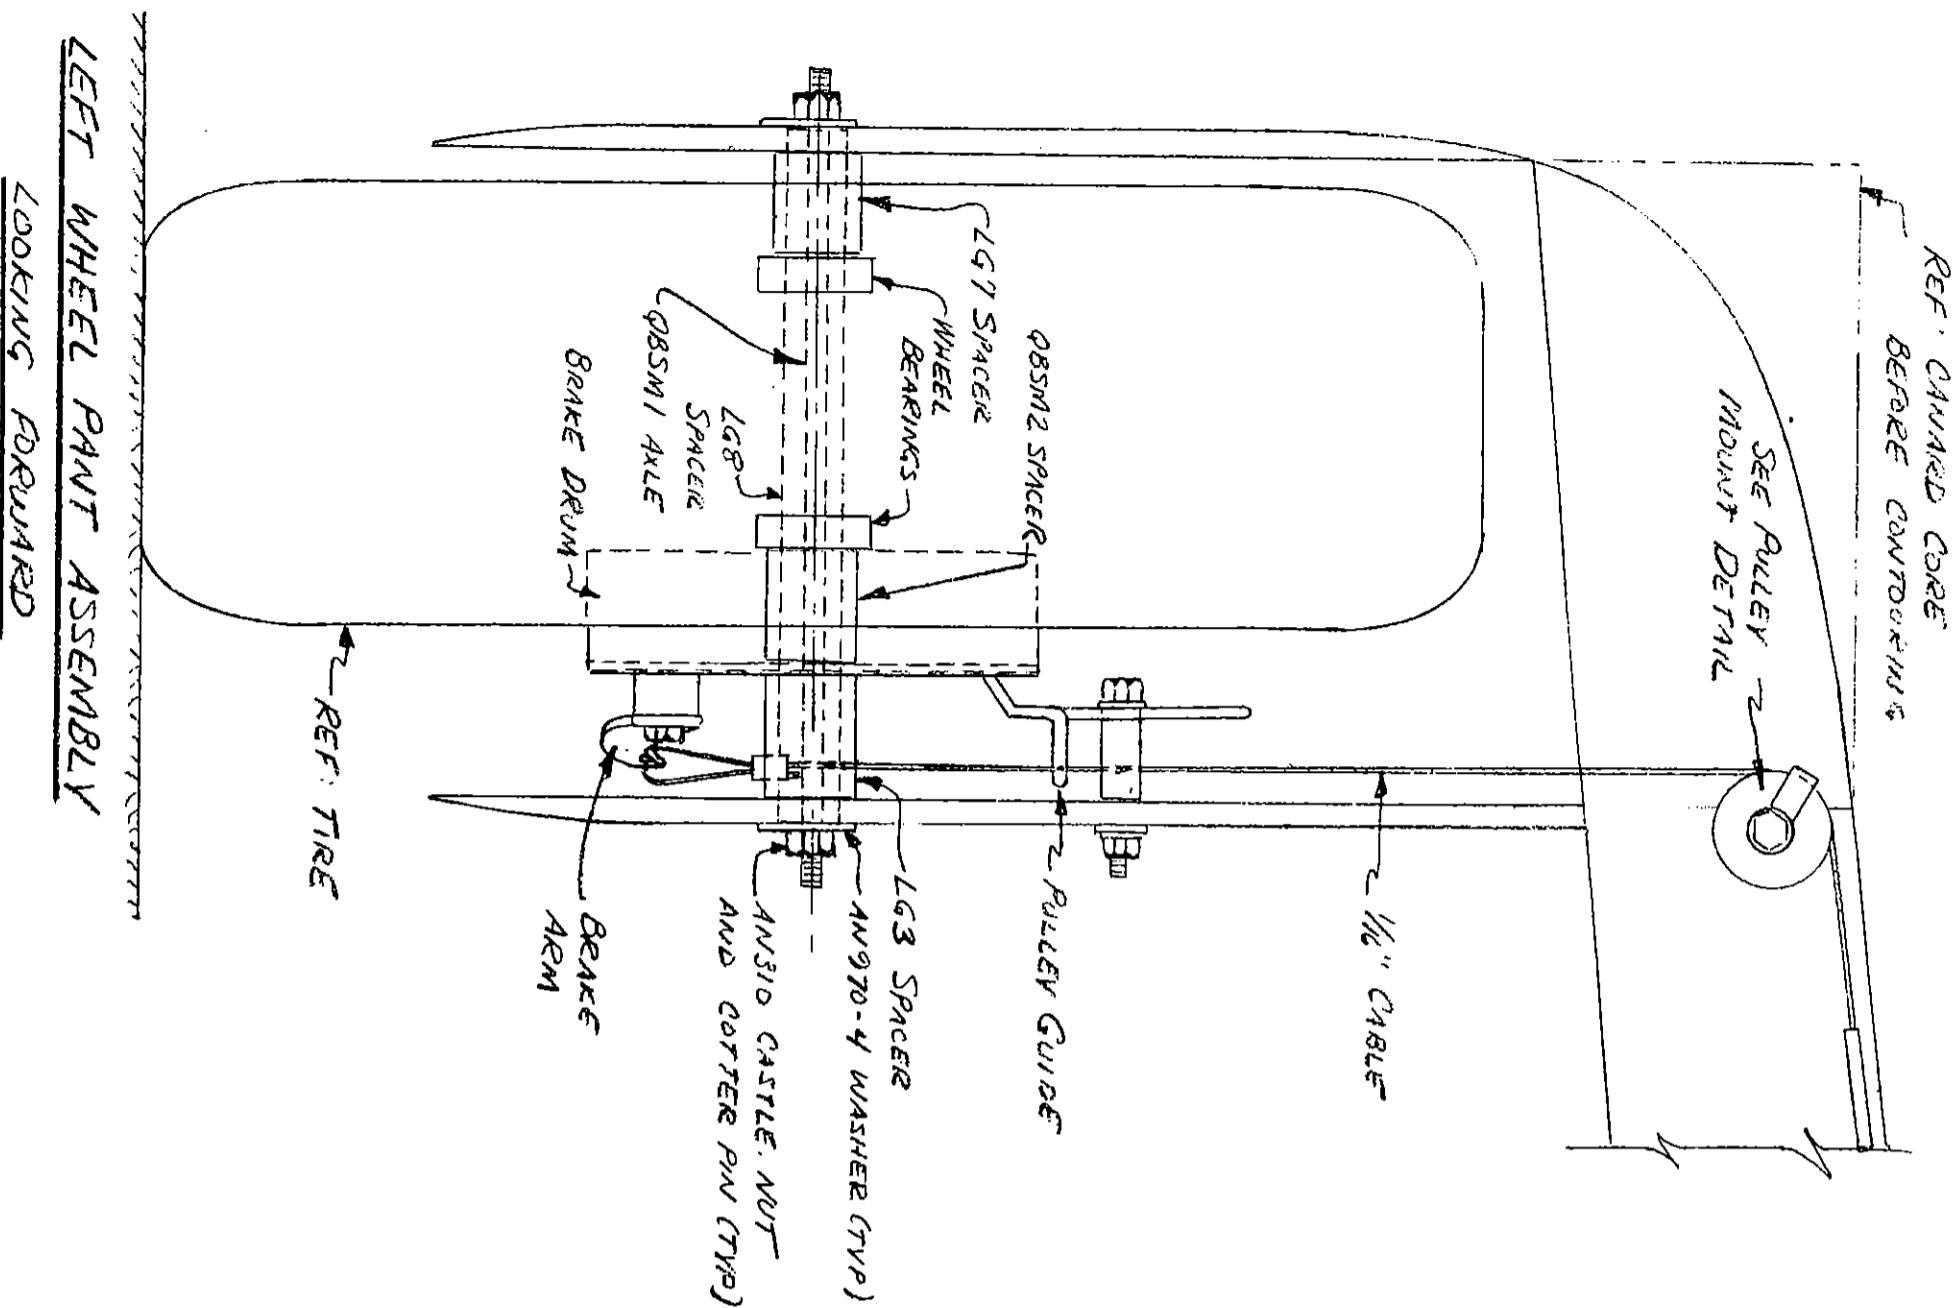 REF: CANARD CORE
BEFORE CONTOURING
SEE PULLEY
MOUNT DETAIL
QBSM2 SPACER
LG7 SPACER
WHEEL
BEARINGS
QBSM1 AXLE
LG8
SPACER
BRAKE DRUM
1/16" CABLE
PULLEY GUIDE
LG3 SPACER
AN970-4 WASHER (TYP)
AN310 CASTLE NUT
AND COTTER PIN (TYP)
BRAKE
ARM
REF: TIRE
LEFT WHEEL PANT ASSEMBLY
LOOKING FORWARD